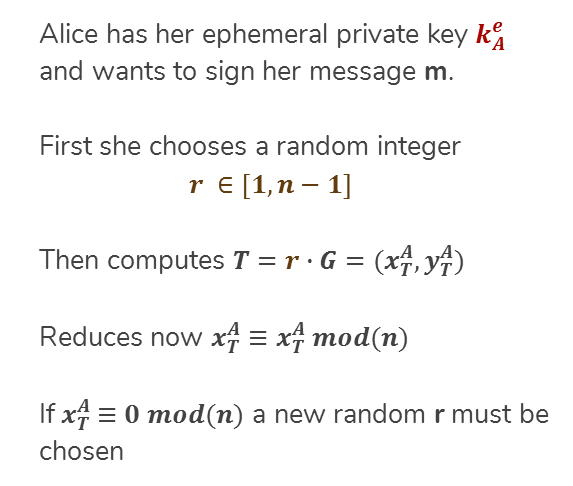 Alice has her ephemeral private key k_A^e
and wants to sign her message m.
First she chooses a random integer
r ∈ [1, n − 1]
Then computes T = r · G = (x_T^A, y_T^A)
Reduces now x_T^A ≡ x_T^A mod(n)
If x_T^A ≡ 0 mod(n) a new random r must be
chosen